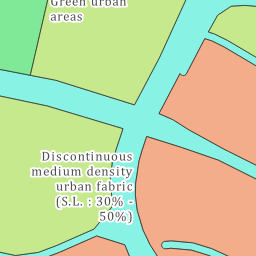 Green urban
areas
Discontinuous
medium density
urban fabric
(S.L. : 30% -
50%)